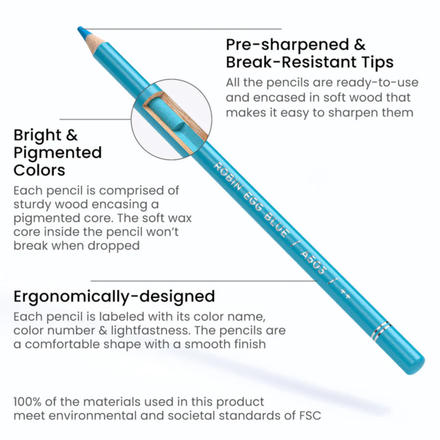 Pre-sharpened &
Break-Resistant Tips
All the pencils are ready-to-use
and encased in soft wood that
makes it easy to sharpen them
Bright &
Pigmented
Colors
Each pencil is comprised of
sturdy wood encasing a
pigmented core. The soft wax
core inside the pencil won't
break when dropped
ROBIN EGG BLUE / A503 / ++
Ergonomically-designed
Each pencil is labeled with its color name,
color number & lightfastness. The pencils are
a comfortable shape with a smooth finish
100% of the materials used in this product
meet environmental and societal standards of FSC